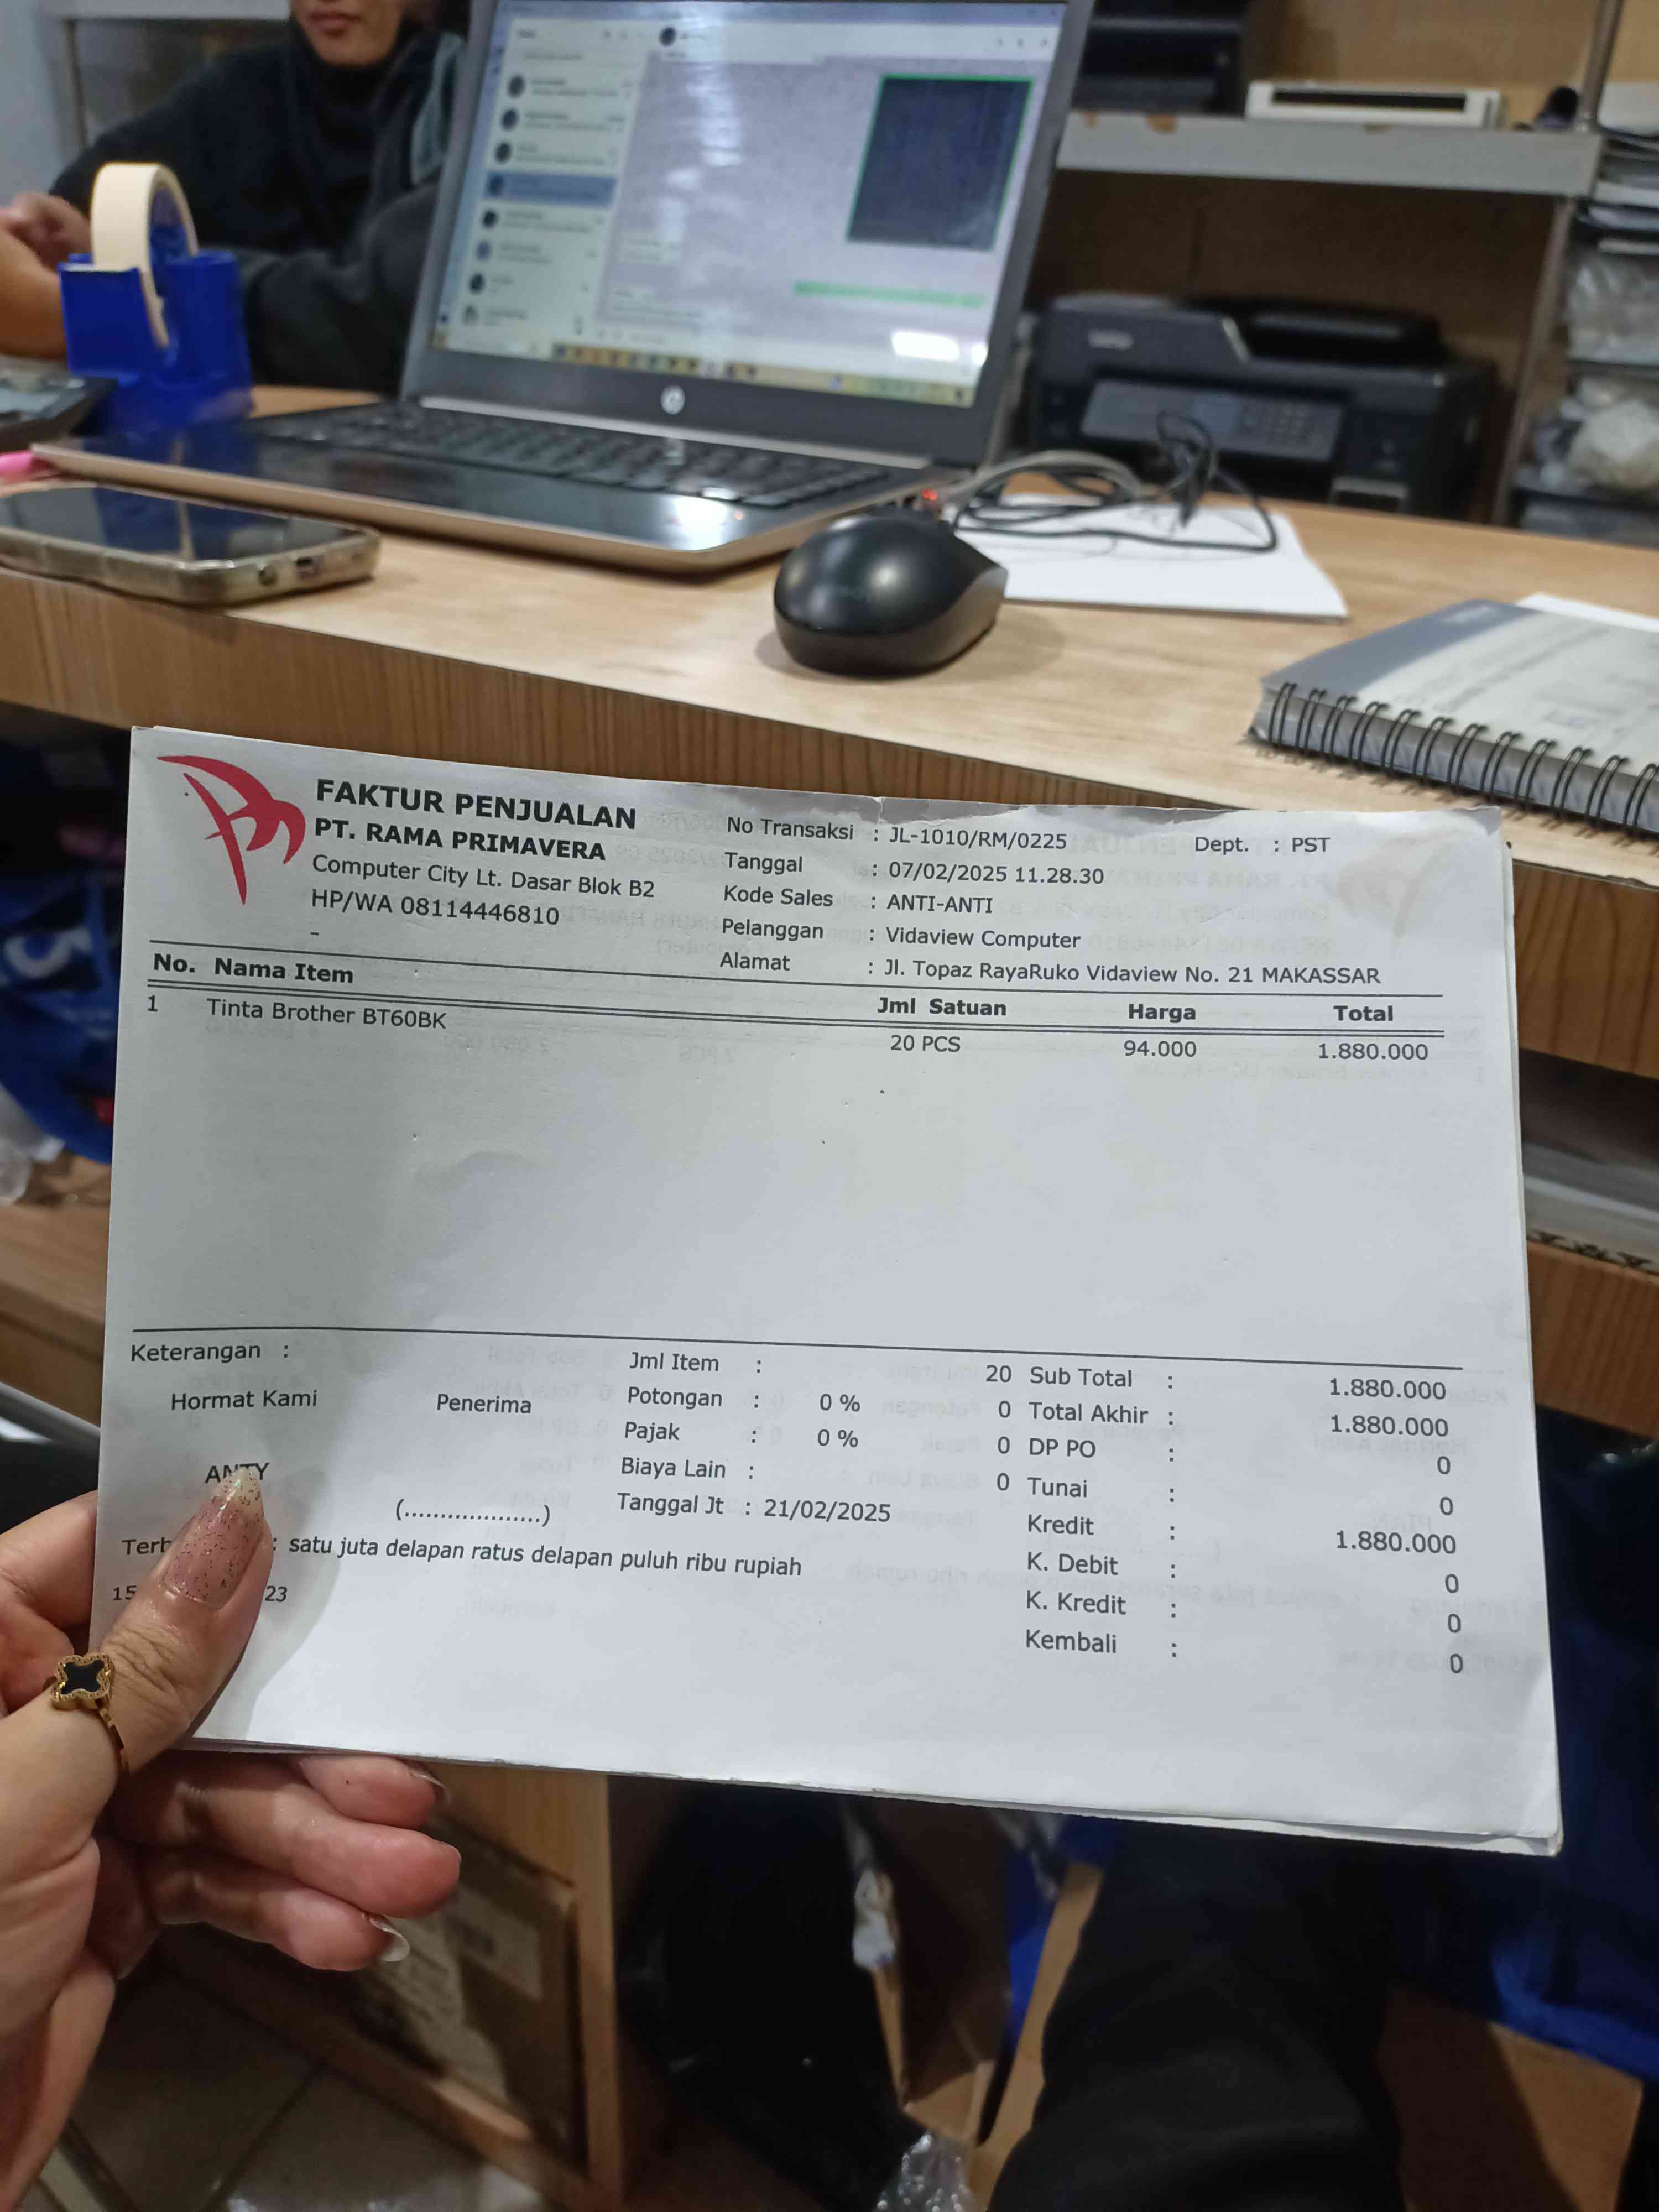 FAKTUR PENJUALAN
PT. RAMA PRIMAVERA
Computer City Lt. Dasar Blok B2
HP/WA 08114446810
-
No Transaksi : JL-1010/RM/0225 Dept. : PST
Tanggal : 07/02/2025 11.28.30
Kode Sales : ANTI-ANTI
Pelanggan : Vidaview Computer
Alamat : Jl. Topaz RayaRuko Vidaview No. 21 MAKASSAR
No. Nama Item Jml Satuan Harga Total
1 Tinta Brother BT60BK 20 PCS 94.000 1.880.000
Keterangan :
Hormat Kami Penerima
ANTY
(....................)
Jml Item : 20
Potongan : 0 % 0
Pajak : 0 % 0
Biaya Lain : 0
Tanggal Jt : 21/02/2025
Sub Total : 1.880.000
Total Akhir : 1.880.000
DP PO : 0
Tunai : 0
Kredit : 1.880.000
K. Debit : 0
K. Kredit : 0
Kembali : 0
: satu juta delapan ratus delapan puluh ribu rupiah
15 23
hp